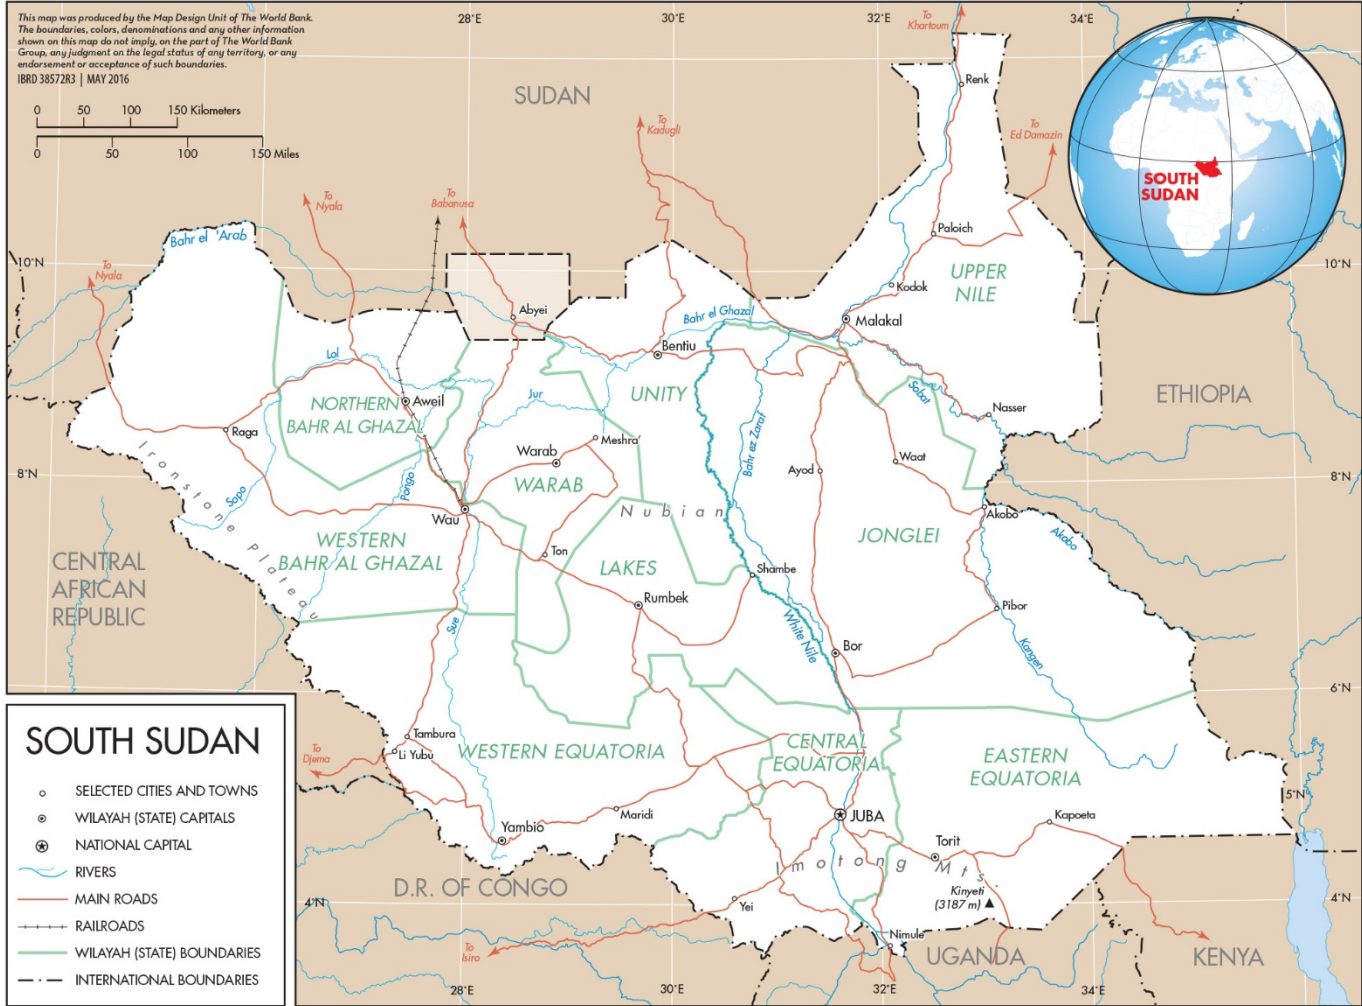 This map was produced by the Map Design Unit of The World Bank.
The boundaries, colors, denominations and any other information
shown on this map do not imply, on the part of The World Bank
Group, any judgment on the legal status of any territory, or any
endorsement or acceptance of such boundaries.
IBRD 38572R3 | MAY 2016
0 50 100 150 Kilometers
0 50 100 150 Miles
28°E
30°E
32°E
34°E
To
Khartoum
Renk
SUDAN
To
Kadugli
To
Ed Damazin
SOUTH
SUDAN
To
Nyala
To
Babanusa
Bahr el 'Arab
Paloich
10°N
10°N
To
Nyala
UPPER
NILE
Kodok
Abyei
Bahr el Ghazal
Malakal
Bentiu
Lol
UNITY
Jur
Sobat
ETHIOPIA
NORTHERN
BAHR AL GHAZAL
Aweil
Nasser
Bahr ez Zaraf
Raga
Meshra'
Warab
Waat
Ayod
8°N
8°N
Ironstone Plateau
Sopo
Pongo
WARAB
Nubian
Wau
Akobo
Akobo
WESTERN
BAHR AL GHAZAL
JONGLEI
Ton
CENTRAL
AFRICAN
REPUBLIC
LAKES
Shambe
Rumbek
Pibor
Sue
White Nile
Bor
Kangen
6°N
6°N
SOUTH SUDAN
SELECTED CITIES AND TOWNS
WILAYAH (STATE) CAPITALS
NATIONAL CAPITAL
RIVERS
MAIN ROADS
RAILROADS
WILAYAH (STATE) BOUNDARIES
INTERNATIONAL BOUNDARIES
To
Djema
Tambura
Li Yubu
WESTERN EQUATORIA
CENTRAL
EQUATORIA
EASTERN
EQUATORIA
5°N
Maridi
JUBA
Kapoeta
Yambio
Torit
Imotong Mts.
Kinyeti
(3187 m)
D.R. OF CONGO
4°N
4°N
Yei
To
Isiro
Nimule
UGANDA
KENYA
28°E
30°E
32°E
34°E